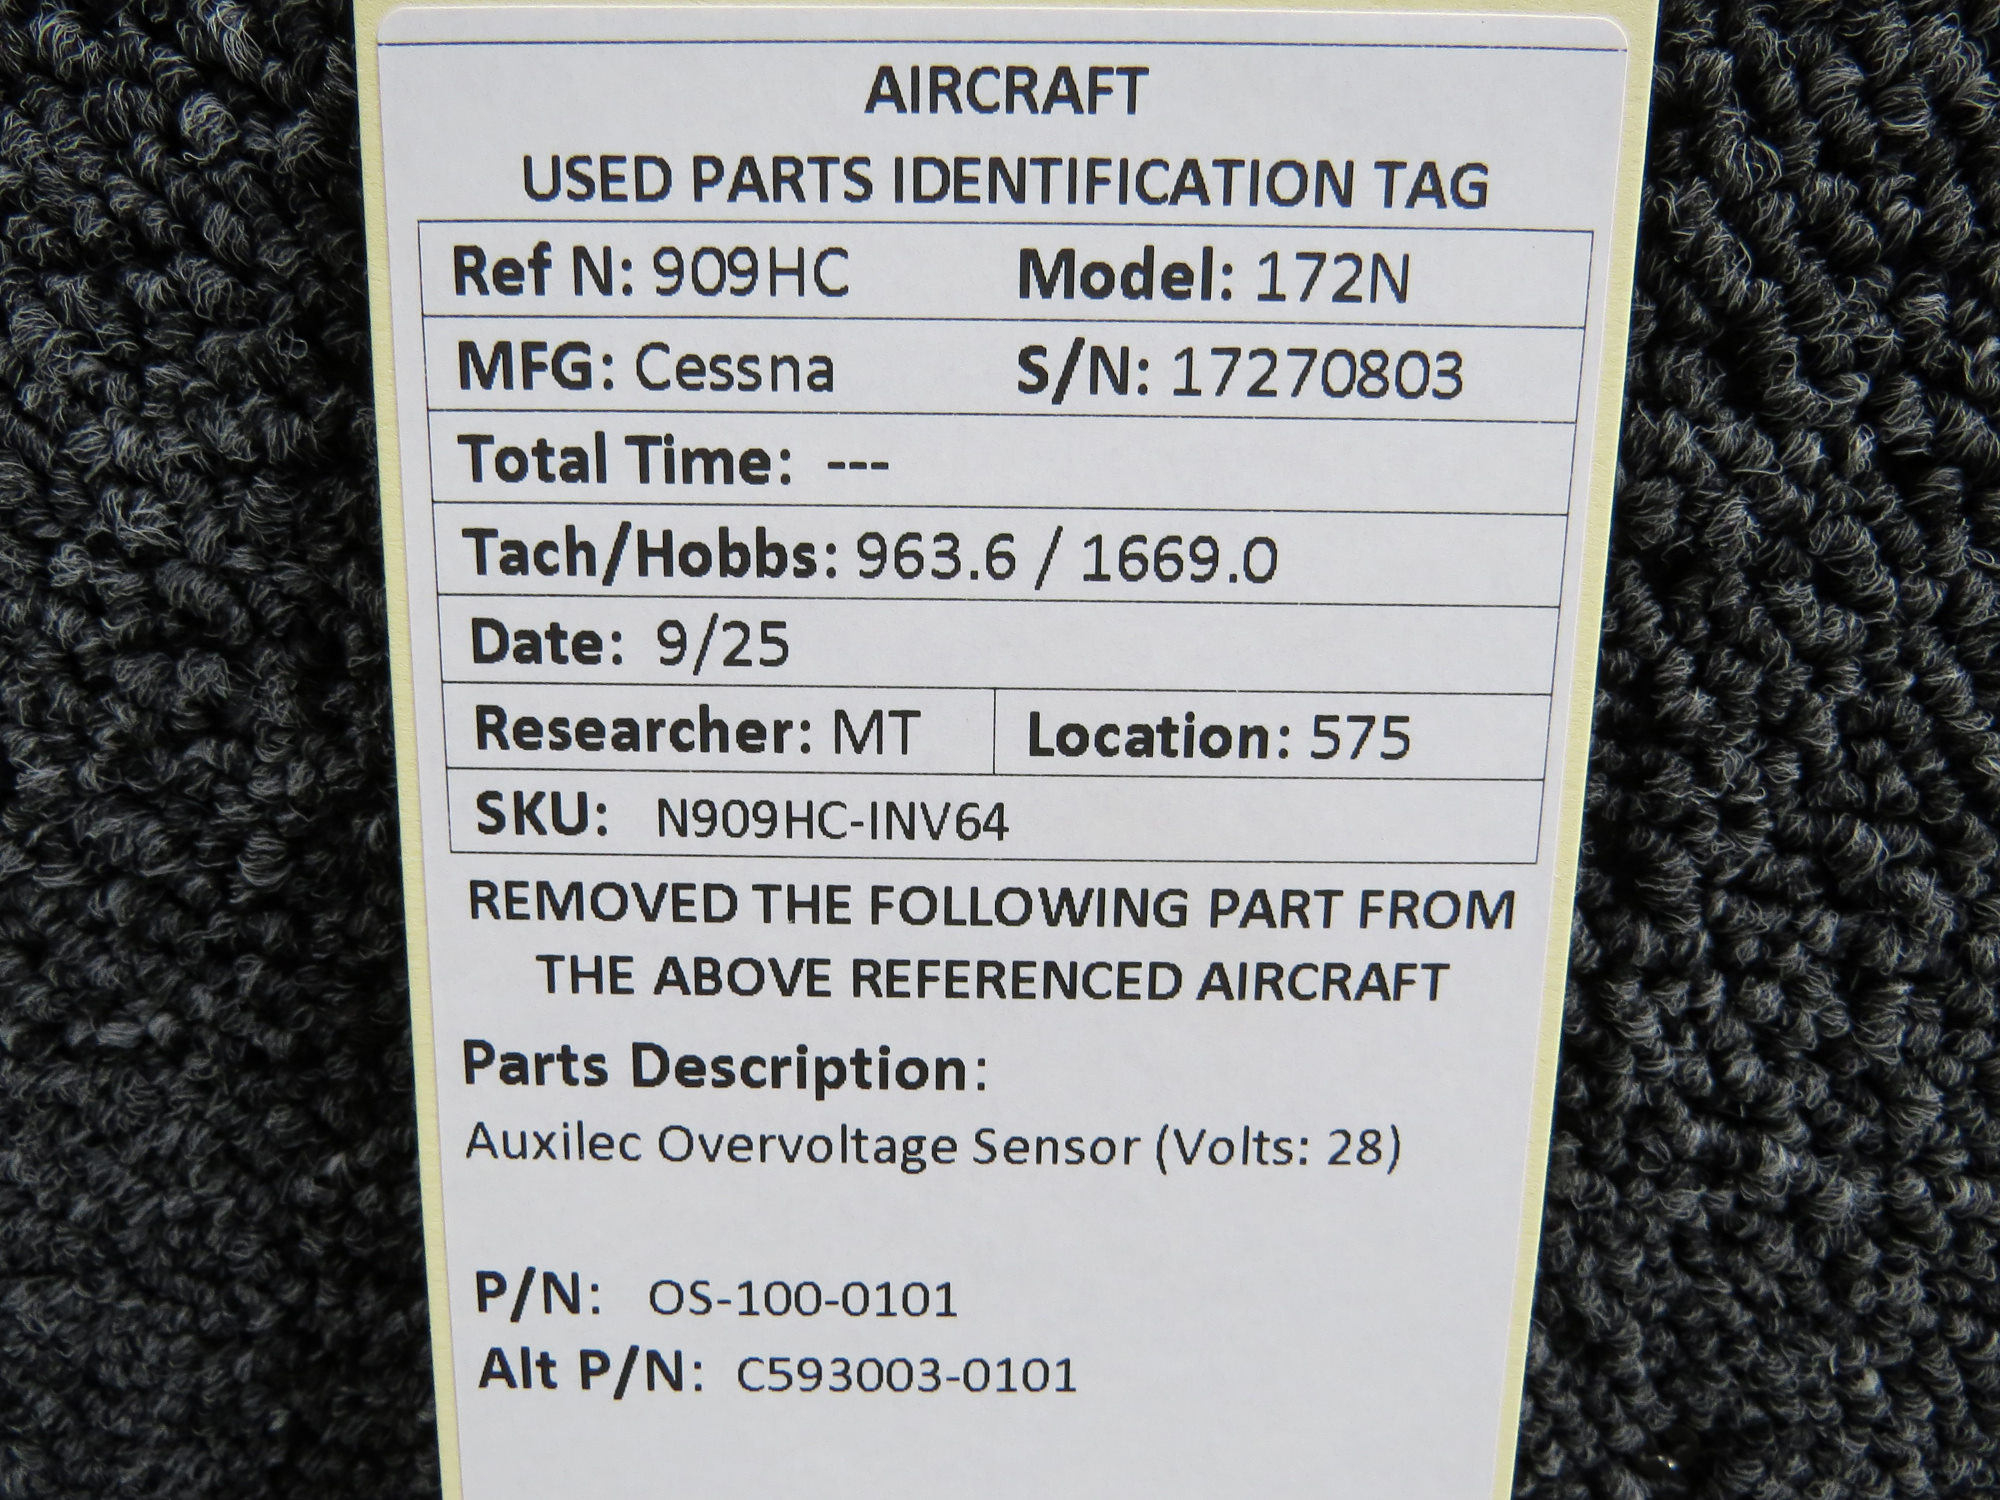 AIRCRAFT
USED PARTS IDENTIFICATION TAG
Ref N: 909HC Model: 172N
MFG: Cessna S/N: 17270803
Total Time: ---
Tach/Hobbs: 963.6 / 1669.0
Date: 9/25
Researcher: MT Location: 575
SKU: N909HC-INV64
REMOVED THE FOLLOWING PART FROM
THE ABOVE REFERENCED AIRCRAFT
Parts Description:
Auxilec Overvoltage Sensor (Volts: 28)
P/N: OS-100-0101
Alt P/N: C593003-0101